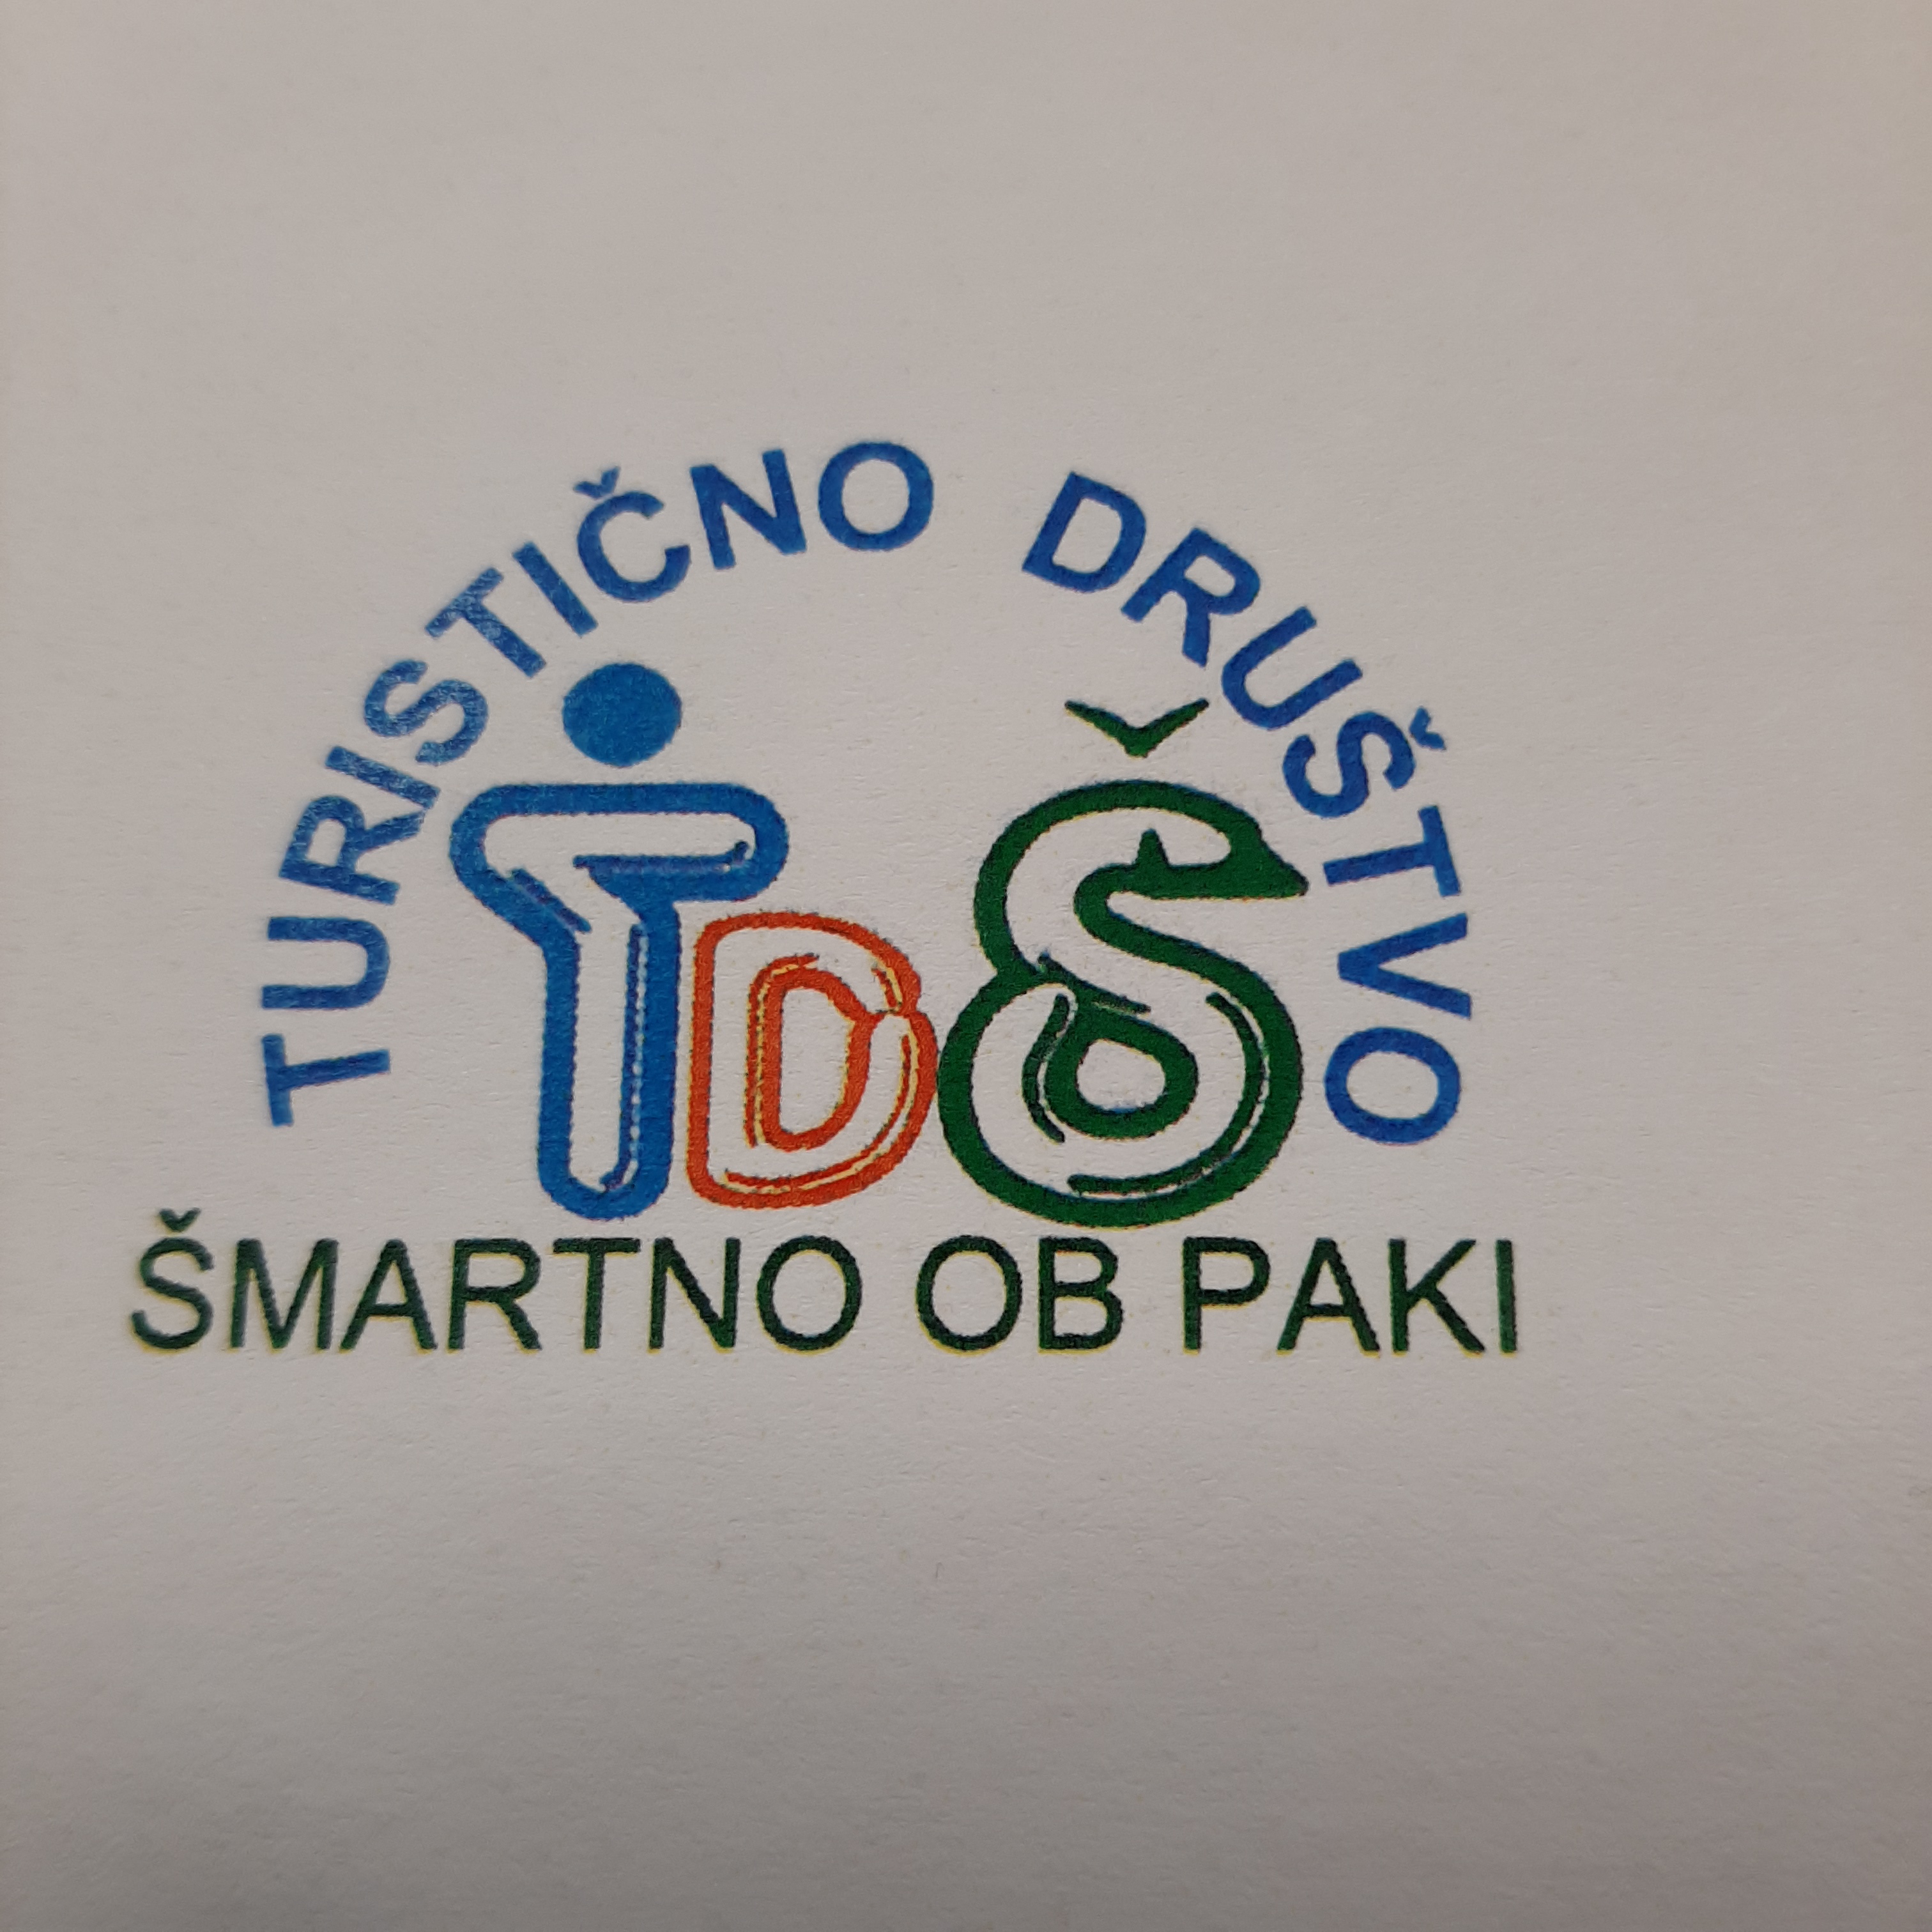 TURISTIČNO DRUŠTVO
TDŠ
ŠMARTNO OB PAKI